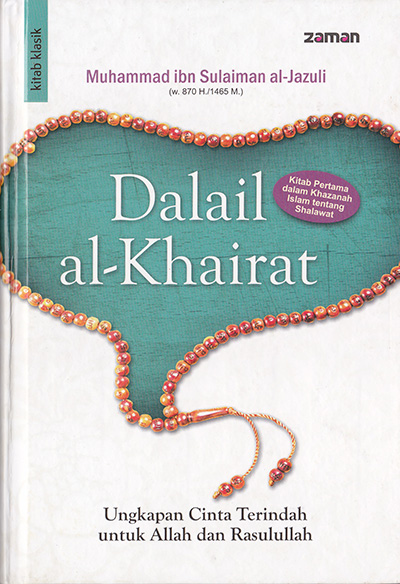 kitab klasik
zaman
Muhammad ibn Sulaiman al-Jazuli
(w. 870 H./1465 M.)
Dalail
al-Khairat
Kitab Pertama
dalam Khazanah
Islam tentang
Shalawat
Ungkapan Cinta Terindah
untuk Allah dan Rasulullah